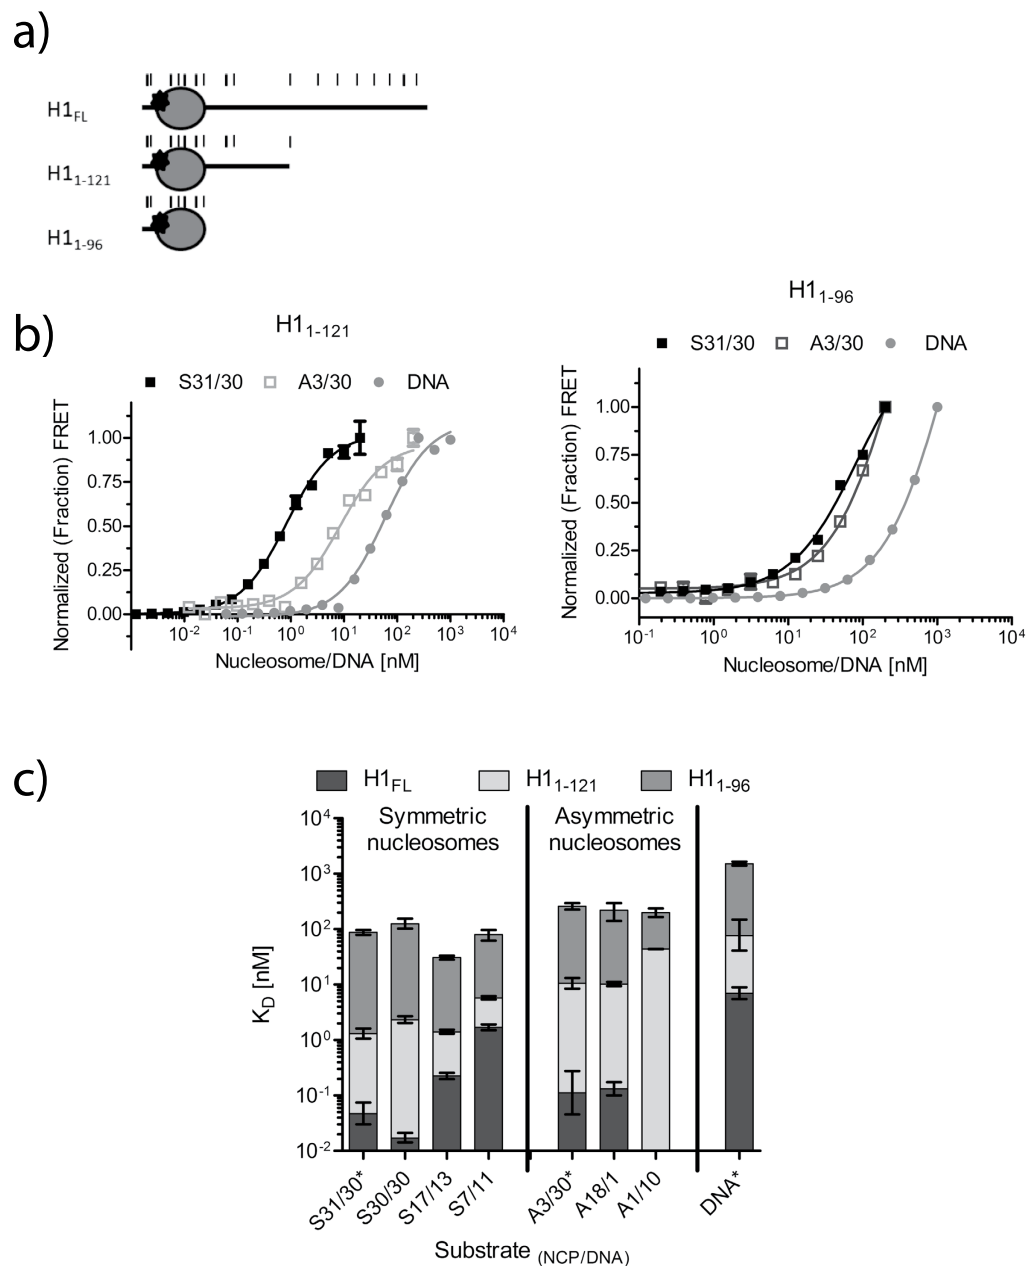 a)
H1FL
H11-121
H11-96
b)
H11-121
S31/30 A3/30 DNA
Normalized (Fraction) FRET
1.00
0.75
0.50
0.25
0.00
10-2 10-1 100 101 102 103 104
Nucleosome/DNA [nM]
H11-96
S31/30 A3/30 DNA
Normalized (Fraction) FRET
1.00
0.75
0.50
0.25
0.00
10-1 100 101 102 103 104
Nucleosome/DNA [nM]
c)
H1FL H11-121 H11-96
Symmetric
nucleosomes
Asymmetric
nucleosomes
KD [nM]
104
103
102
101
100
10-1
10-2
S31/30*
S30/30
S17/13
S7/11
A3/30*
A18/1
A1/10
DNA*
Substrate (NCP/DNA)